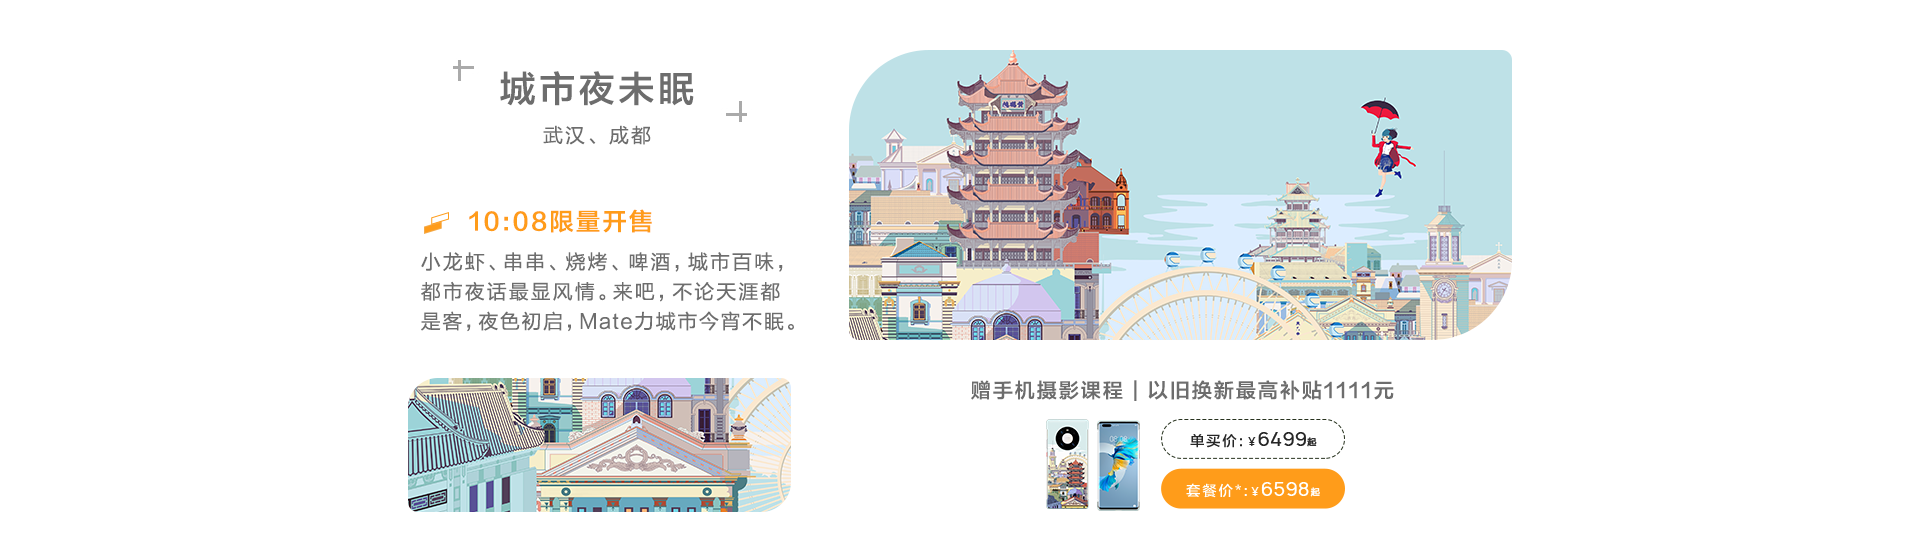 城市夜未眠
武汉、成都
10:08限量开售
小龙虾、串串、烧烤、啤酒，城市百味，
都市夜话最显风情。来吧，不论天涯都
是客，夜色初启，Mate力城市今宵不眠。
赠手机摄影课程｜以旧换新最高补贴1111元
单买价：¥6499起
套餐价*：¥6598起